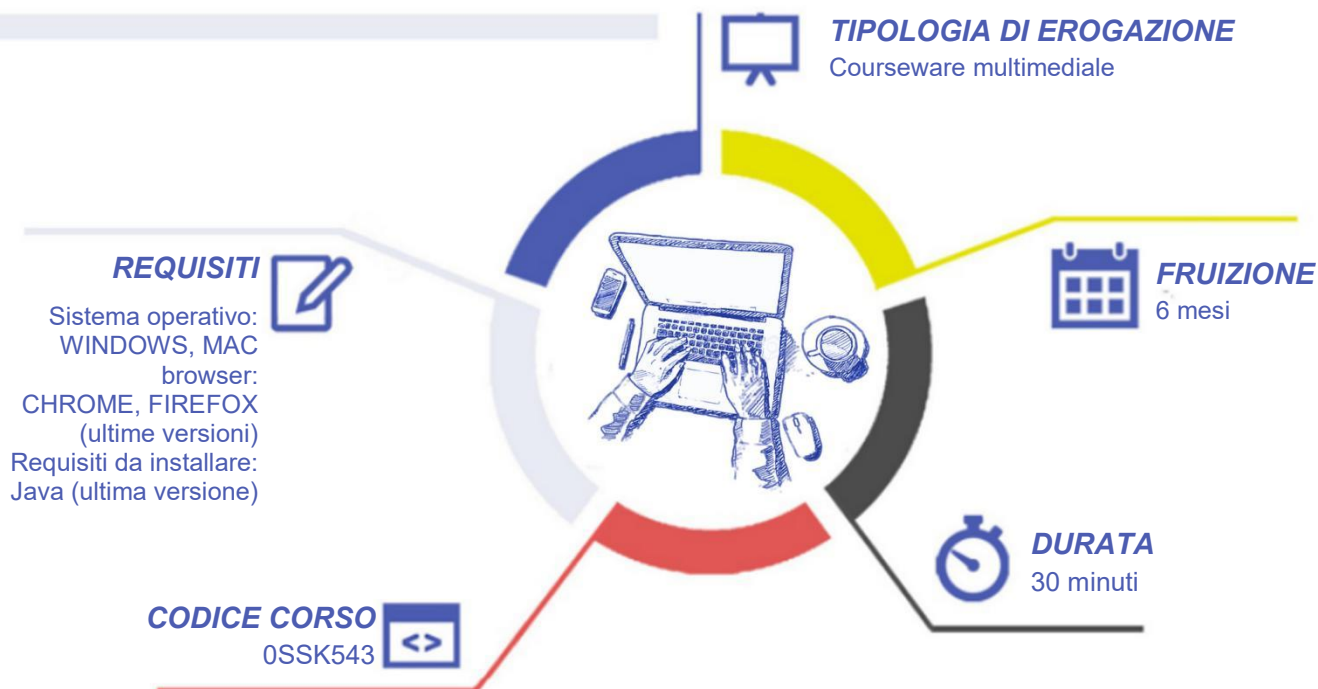 TIPOLOGIA DI EROGAZIONE
Courseware multimediale
REQUISITI
Sistema operativo:
WINDOWS, MAC
browser:
CHROME, FIREFOX
(ultime versioni)
Requisiti da installare:
Java (ultima versione)
FRUIZIONE
6 mesi
DURATA
30 minuti
CODICE CORSO
0SSK543